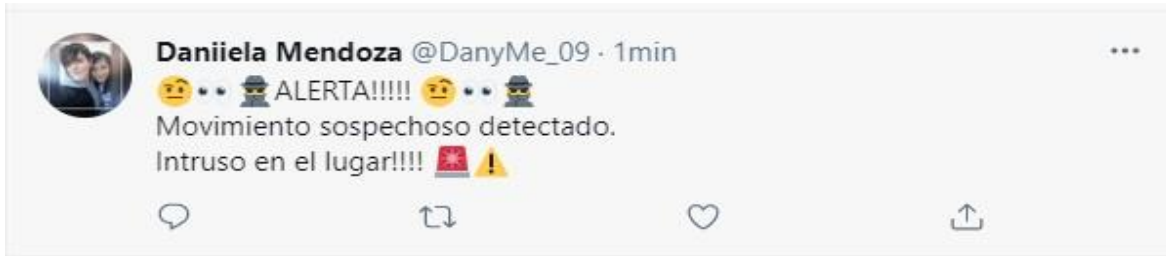 Daniiela Mendoza @DanyMe_09 · 1min
🤨👀 🕵️ALERTA!!!!! 🤨👀 🕵️
Movimiento sospechoso detectado.
Intruso en el lugar!!!! 🚨⚠️